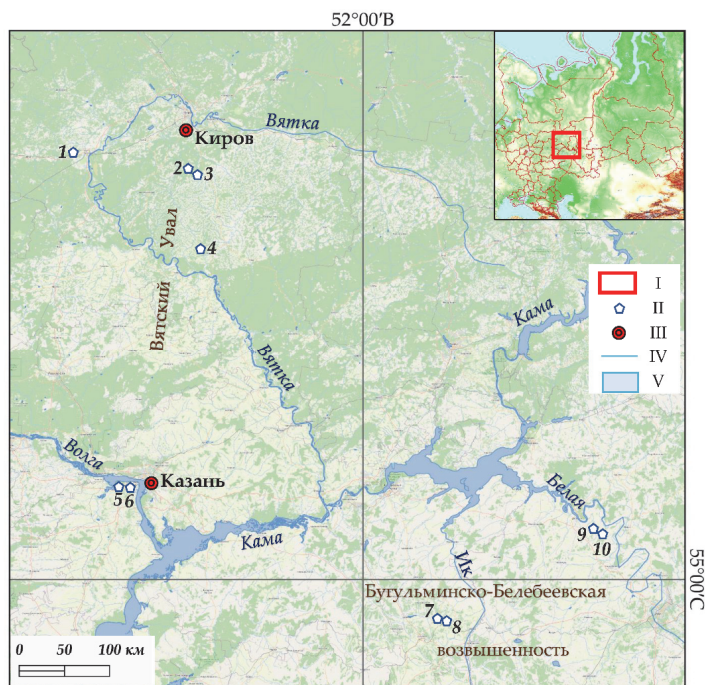 52°00'В
Вятка
Киров
1
2
3
Увал
4
Вятский
I
II
III
IV
V
Кама
Вятка
Волга
Казань
5
6
Кама
Белая
9
10
Ик
55°00'С
Бугульминско-Белебеевская
7
8
возвышенность
0 50 100 км